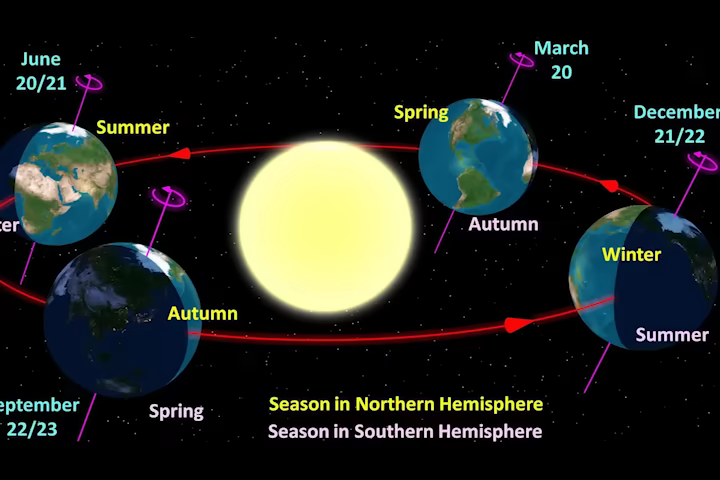 June
20/21
Summer
March
20
Spring
Autumn
December
21/22
Winter
Summer
Autumn
Spring
22/23
Season in Northern Hemisphere
Season in Southern Hemisphere